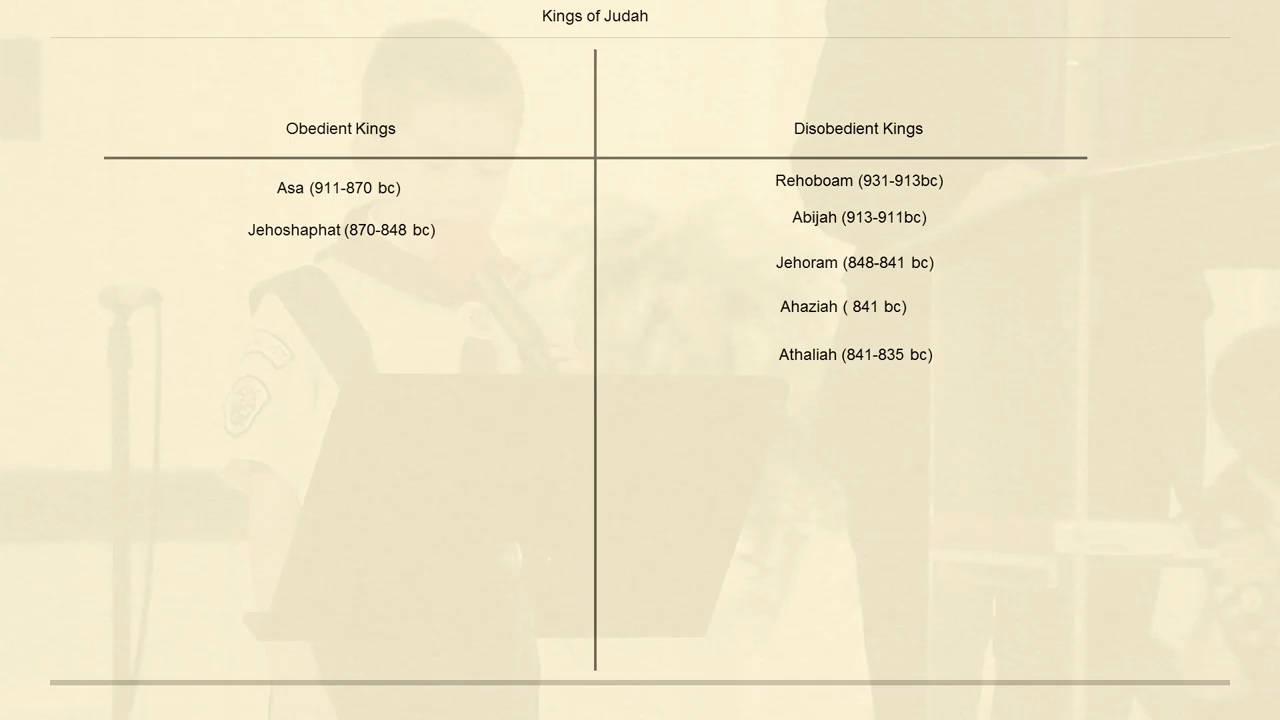 Kings of Judah
Obedient Kings
Disobedient Kings
Asa (911-870 bc)
Jehoshaphat (870-848 bc)
Rehoboam (931-913bc)
Abijah (913-911bc)
Jehoram (848-841 bc)
Ahaziah ( 841 bc)
Athaliah (841-835 bc)